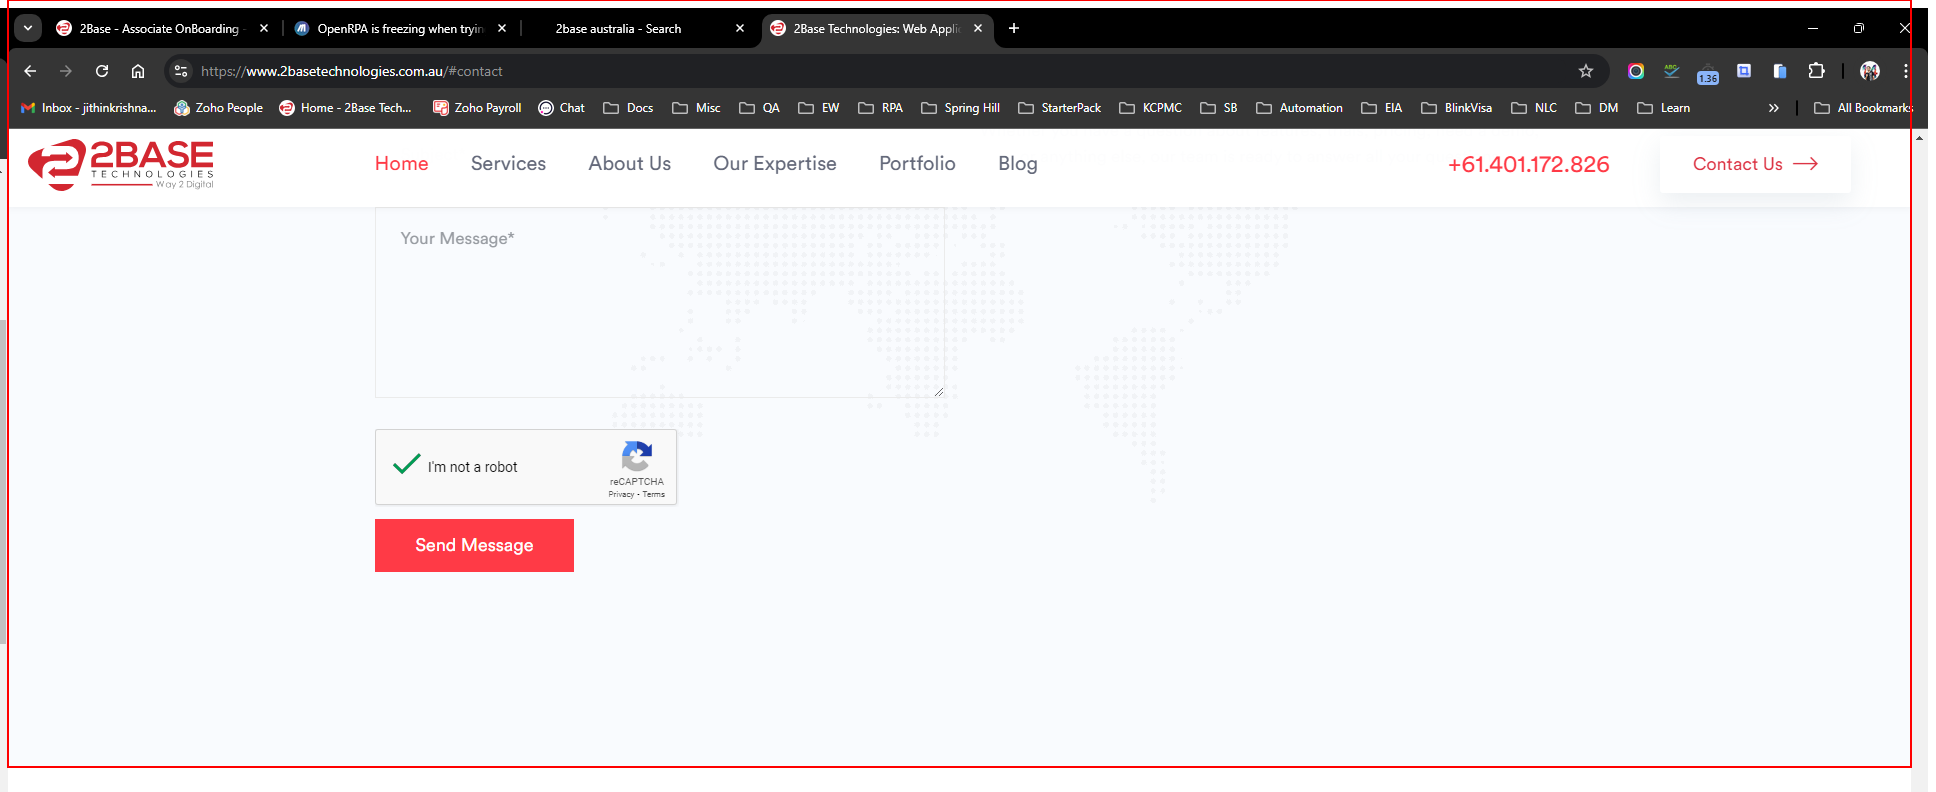 2Base - Associate OnBoarding -
OpenRPA is freezing when tryin
2base australia - Search
2Base Technologies: Web Applic
https://www.2basetechnologies.com.au/#contact
1.36
Inbox - jithinkrishna...
Zoho People
Home - 2Base Tech...
Zoho Payroll
Chat
Docs
Misc
QA
EW
RPA
Spring Hill
StarterPack
KCPMC
SB
Automation
EIA
BlinkVisa
NLC
DM
Learn
All Bookmarks
2BASE
TECHNOLOGIES
Way 2 Digital
Home
Services
About Us
Our Expertise
Portfolio
Blog
+61.401.172.826
Contact Us
Your Message*
I'm not a robot
reCAPTCHA
Privacy - Terms
Send Message